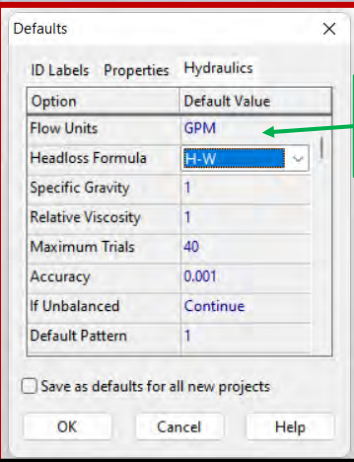 Defaults
ID Labels Properties Hydraulics
Option Default Value
Flow Units GPM
Headloss Formula H-W
Specific Gravity 1
Relative Viscosity 1
Maximum Trials 40
Accuracy 0.001
If Unbalanced Continue
Default Pattern 1
Save as defaults for all new projects
OK Cancel Help